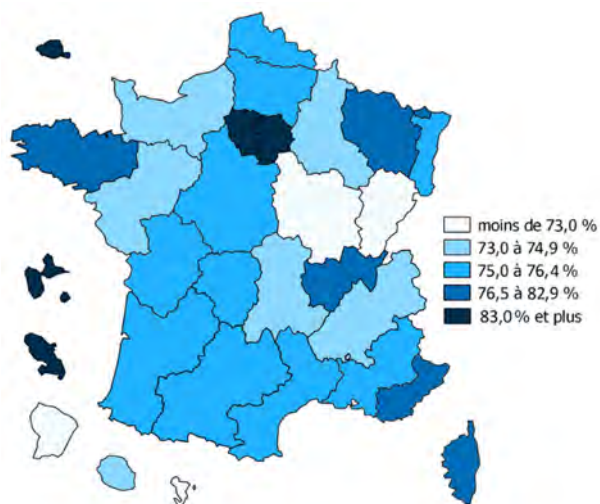 moins de 73,0 %
73,0 à 74,9 %
75,0 à 76,4 %
76,5 à 82,9 %
83,0 % et plus